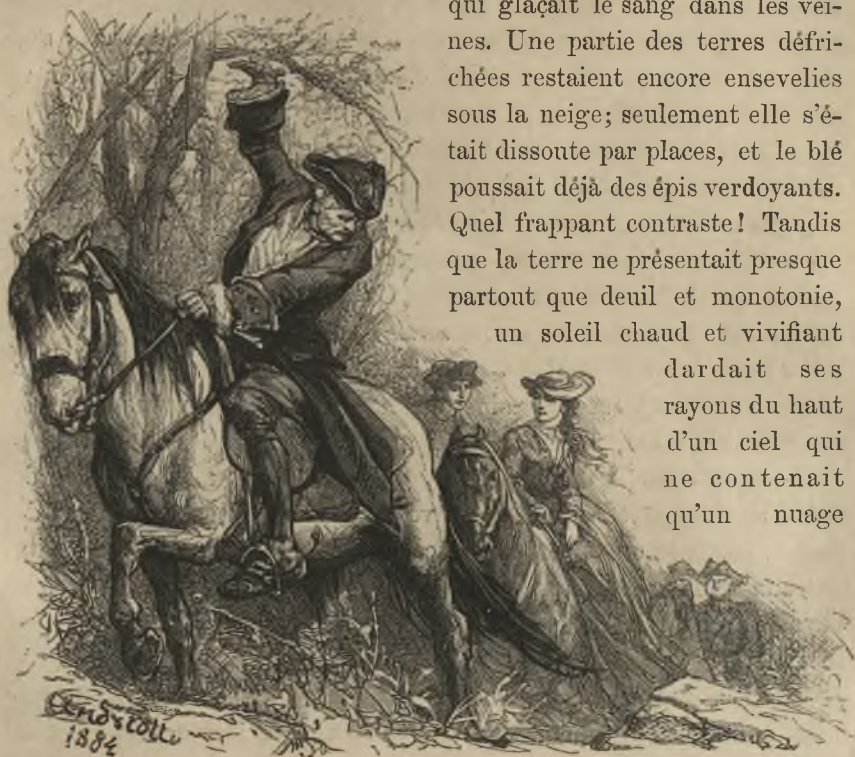 qui glaçait le sang dans les vei-
nes. Une partie des terres défri-
chées restaient encore ensevelies
sous la neige; seulement elle s'é-
tait dissoute par places, et le blé
poussait déjà des épis verdoyants.
Quel frappant contraste! Tandis
que la terre ne présentait presque
partout que deuil et monotonie,
un soleil chaud et vivifiant
dardait ses
rayons du haut
d'un ciel qui
ne contenait
qu'un nuage
1884